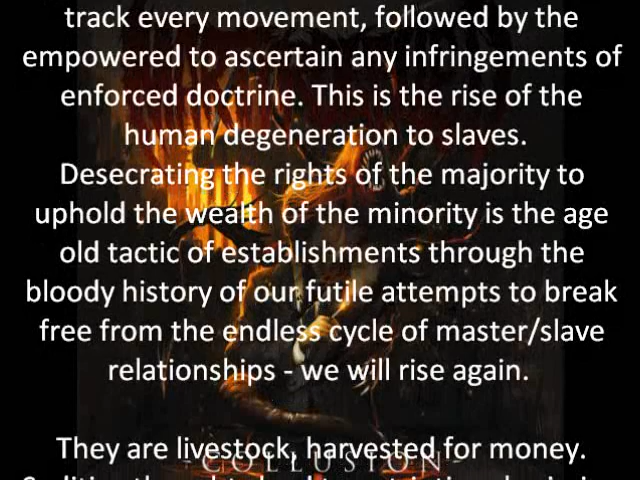 track every movement, followed by the
empowered to ascertain any infringements of
enforced doctrine. This is the rise of the
human degeneration to slaves.
Desecrating the rights of the majority to
uphold the wealth of the minority is the age
old tactic of establishments through the
bloody history of our futile attempts to break
free from the endless cycle of master/slave
relationships - we will rise again.
They are livestock, harvested for money.
- COLLUSION -